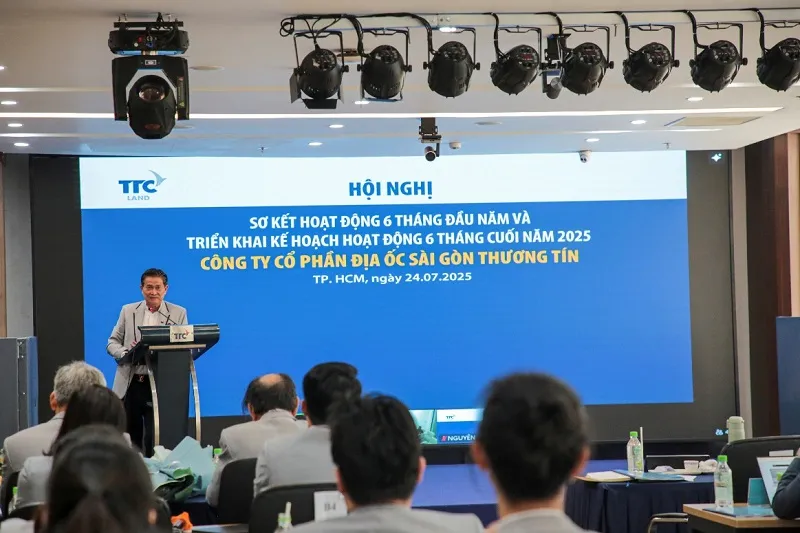 TTC
LAND
HỘI NGHỊ
SƠ KẾT HOẠT ĐỘNG 6 THÁNG ĐẦU NĂM VÀ
TRIỂN KHAI KẾ HOẠCH HOẠT ĐỘNG 6 THÁNG CUỐI NĂM 2025
CÔNG TY CỔ PHẦN ĐỊA ỐC SÀI GÒN THƯƠNG TÍN
TP. HCM, ngày 24.07.2025
TTC
NGUYỄN
B4